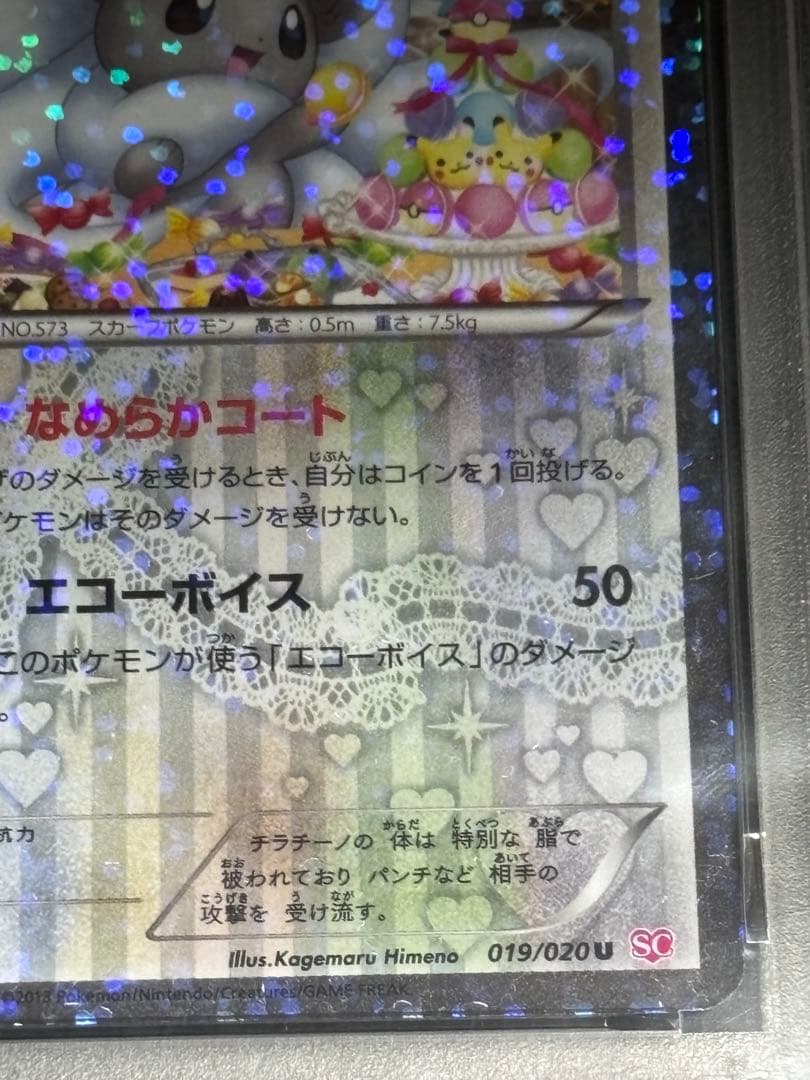 NO.573 スカーフポケモン 高さ：0.5m 重さ：7.5kg
なめらかコート
のダメージを受けるとき、自分はコインを1回投げる。
ケモンはそのダメージを受けない。
エコーボイス 50
このポケモンが使う「エコーボイス」のダメージ
。
抗力
チラチーノの 体は 特別な 脂で
被われており パンチなど 相手の
攻撃を 受け流す。
Illus.Kagemaru Himeno 019/020 U SC
©2013 Pokémon/Nintendo/Creatures/GAME FREAK.